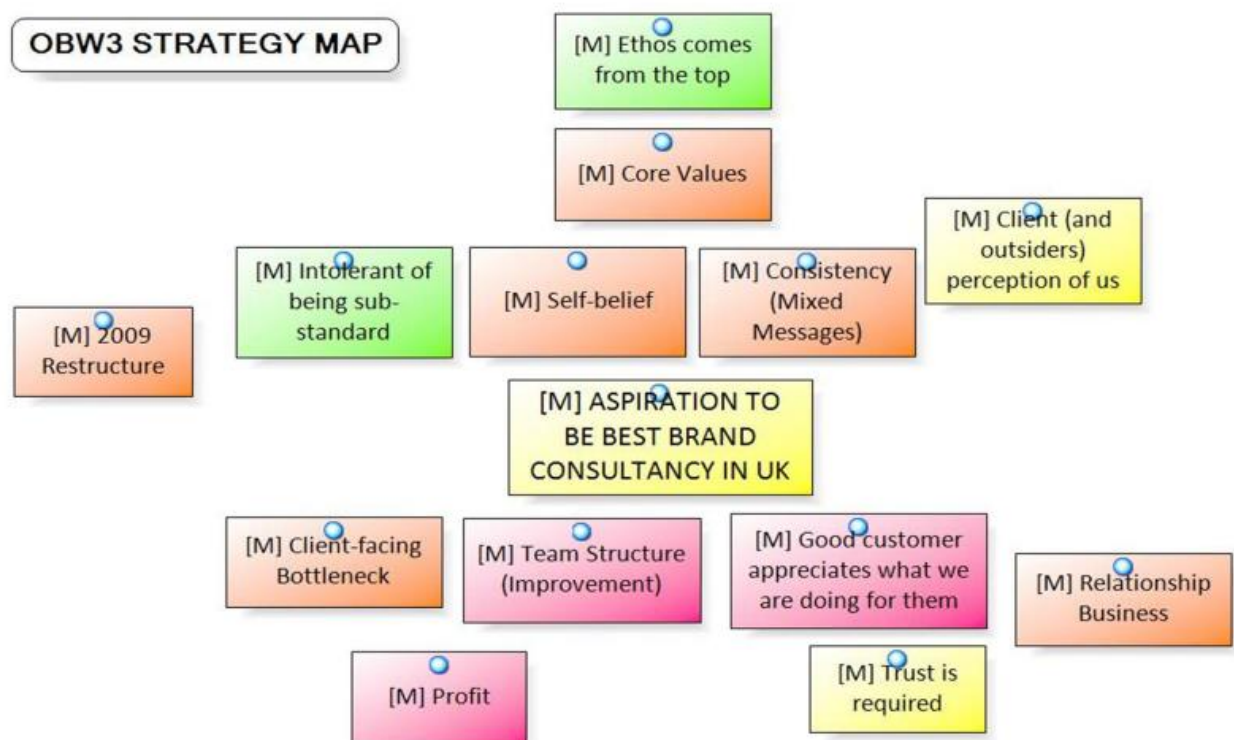 OBW3 STRATEGY MAP
[M] Ethos comes
from the top
[M] Core Values
[M] Client (and
outsiders)
perception of us
[M] Intolerant of
being sub-
standard
[M] Self-belief
[M] Consistency
(Mixed
Messages)
[M] 2009
Restructure
[M] ASPIRATION TO
BE BEST BRAND
CONSULTANCY IN UK
[M] Client-facing
Bottleneck
[M] Team Structure
(Improvement)
[M] Good customer
appreciates what we
are doing for them
[M] Relationship
Business
[M] Profit
[M] Trust is
required